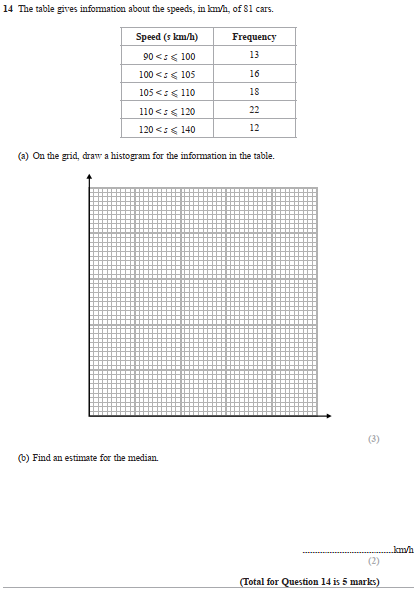 14 The table gives information about the speeds, in km/h, of 81 cars.
Speed (s km/h) Frequency
90 < s ⩽ 100 13
100 < s ⩽ 105 16
105 < s ⩽ 110 18
110 < s ⩽ 120 22
120 < s ⩽ 140 12
(a) On the grid, draw a histogram for the information in the table.
(3)
(b) Find an estimate for the median.
........................................km/h
(2)
(Total for Question 14 is 5 marks)